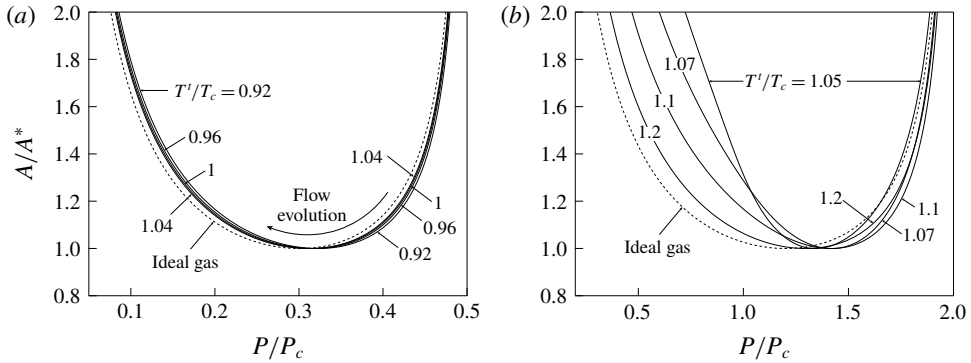 (a)
2.0
1.8
1.6
1.4
1.2
1.0
0.8
A/A*
T^t/T_c = 0.92
0.96
1
1.04
Ideal gas
Flow
evolution
1.04
1
0.96
0.92
0.1 0.2 0.3 0.4 0.5
P/P_c
(b)
2.0
1.8
1.6
1.4
1.2
1.0
0.8
1.07
T^t/T_c = 1.05
1.1
1.2
Ideal gas
1.2
1.1
1.07
0.5 1.0 1.5 2.0
P/P_c